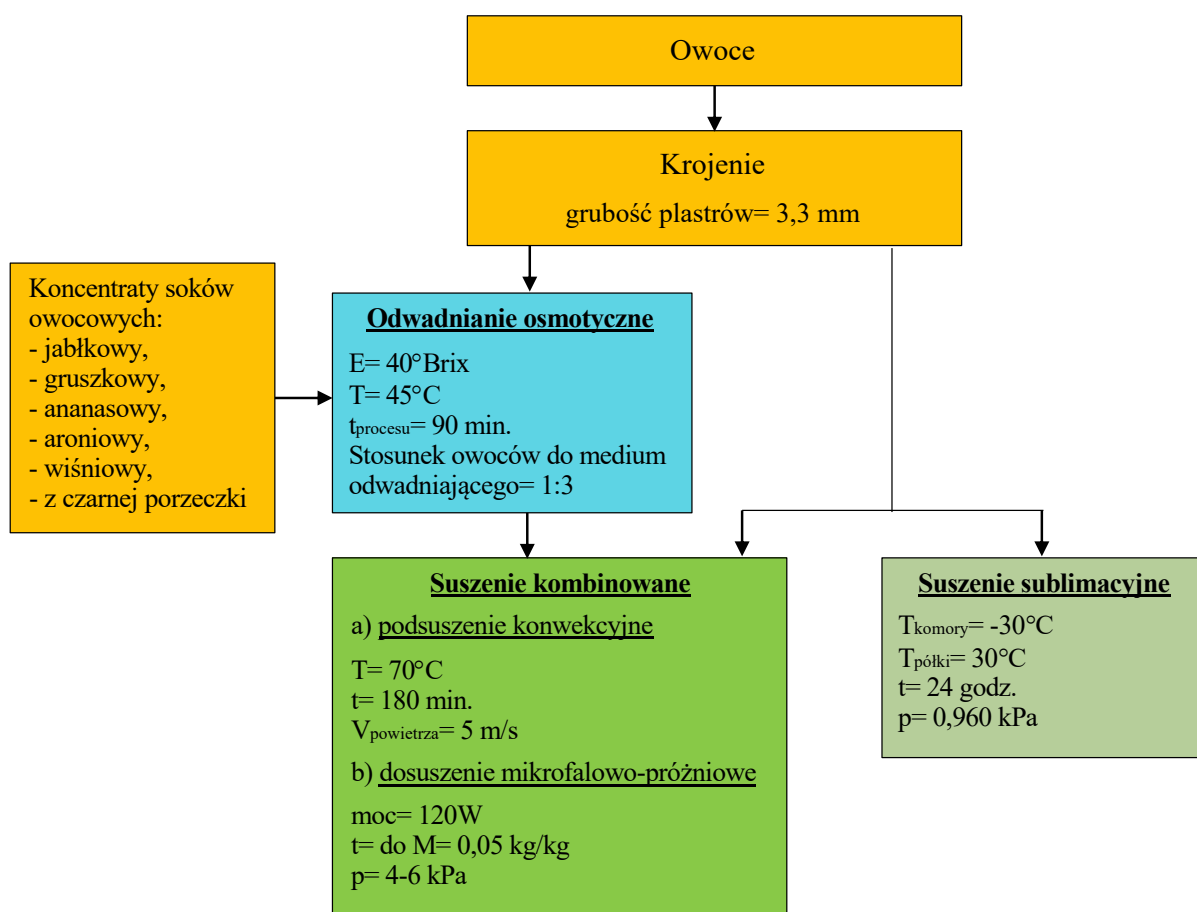 Owoce
Krojenie
grubość plastrów= 3,3 mm
Koncentraty soków
owocowych:
- jabłkowy,
- gruszkowy,
- ananasowy,
- aroniowy,
- wiśniowy,
- z czarnej porzeczki
Odwadnianie osmotyczne
E= 40°Brix
T= 45°C
tprocesu= 90 min.
Stosunek owoców do medium
odwadniającego= 1:3
Suszenie kombinowane
a) podsuszenie konwekcyjne
T= 70°C
t= 180 min.
Vpowietrza= 5 m/s
b) dosuszenie mikrofalowo-próżniowe
moc= 120W
t= do M= 0,05 kg/kg
p= 4-6 kPa
Suszenie sublimacyjne
Tkomory= -30°C
Tpółki= 30°C
t= 24 godz.
p= 0,960 kPa